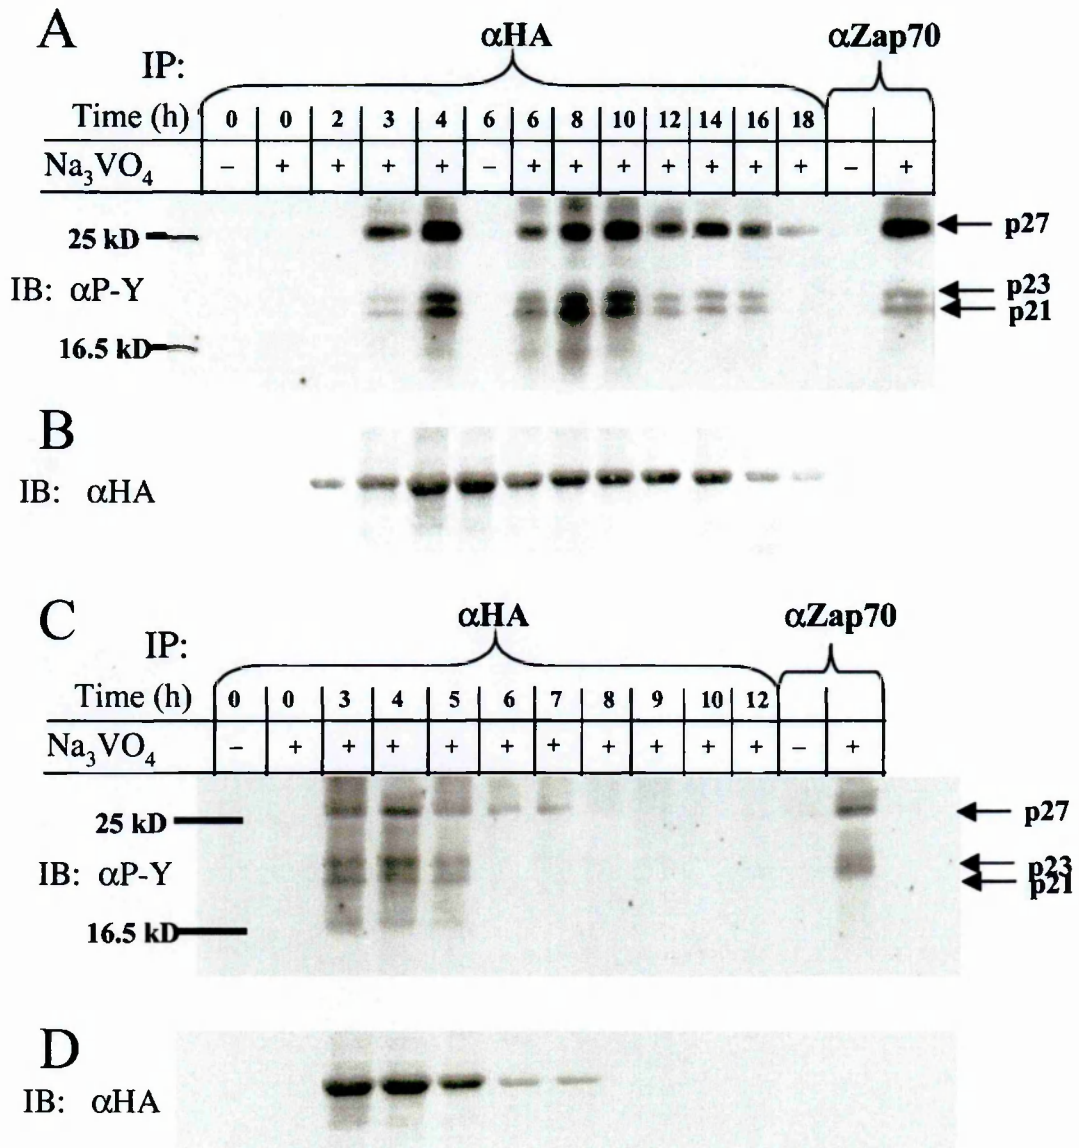 A
IP: αHA αZap70
Time (h) 0 0 2 3 4 6 6 8 10 12 14 16 18
Na₃VO₄ – + + + + – + + + + + + + – +
25 kD
p27
IB: αP-Y
p23
p21
16.5 kD
B
IB: αHA
C
IP: αHA αZap70
Time (h) 0 0 3 4 5 6 7 8 9 10 12
Na₃VO₄ – + + + + + + + + + + – +
25 kD
p27
IB: αP-Y
p23
p21
16.5 kD
D
IB: αHA